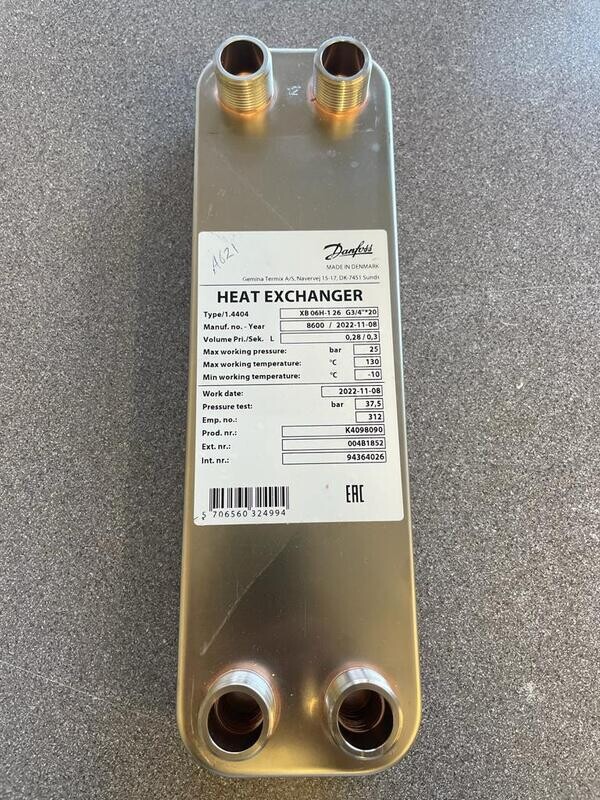 A621
Danfoss
MADE IN DENMARK
Gemina Termix A/S, Navervej 15-17, DK-7451 Sunds
HEAT EXCHANGER
Type/1.4404 XB 06H-1 26 G3/4"*20
Manuf. no. - Year 8600 / 2022-11-08
Volume Pri./Sek. L 0,28 / 0,3
Max working pressure: bar 25
Max working temperature: °C 130
Min working temperature: °C -10
Work date: 2022-11-08
Pressure test: bar 37,5
Emp. no.: 312
Prod. nr.: K4098090
Ext. nr.: 004B1852
Int. nr.: 94364026
EAC
5 706560 324994